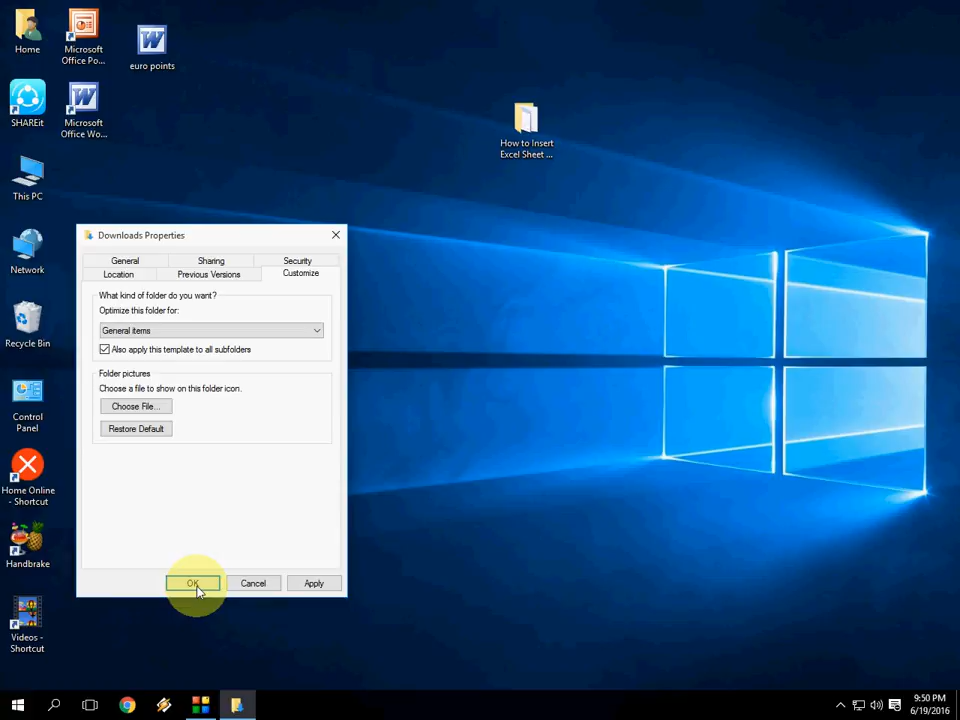 Home
Microsoft
Office Po...
euro points
SHAREit
Microsoft
Office Wo...
How to Insert
Excel Sheet ...
This PC
Network
Recycle Bin
Control
Panel
Home Online
- Shortcut
Handbrake
Videos -
Shortcut
Downloads Properties
General
Sharing
Security
Location
Previous Versions
Customize
What kind of folder do you want?
Optimize this folder for:
General items
Also apply this template to all subfolders
Folder pictures
Choose a file to show on this folder icon.
Choose File...
Restore Default
OK
Cancel
Apply
9:50 PM
6/19/2016